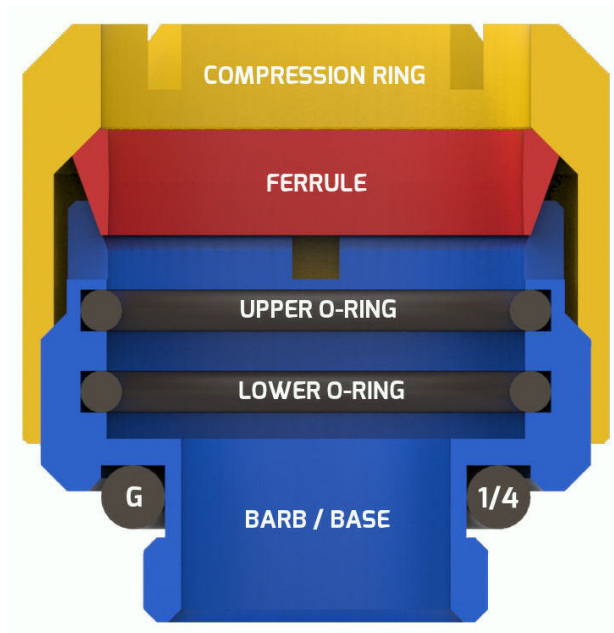 COMPRESSION RING
FERRULE
UPPER O-RING
LOWER O-RING
G
1/4
BARB / BASE